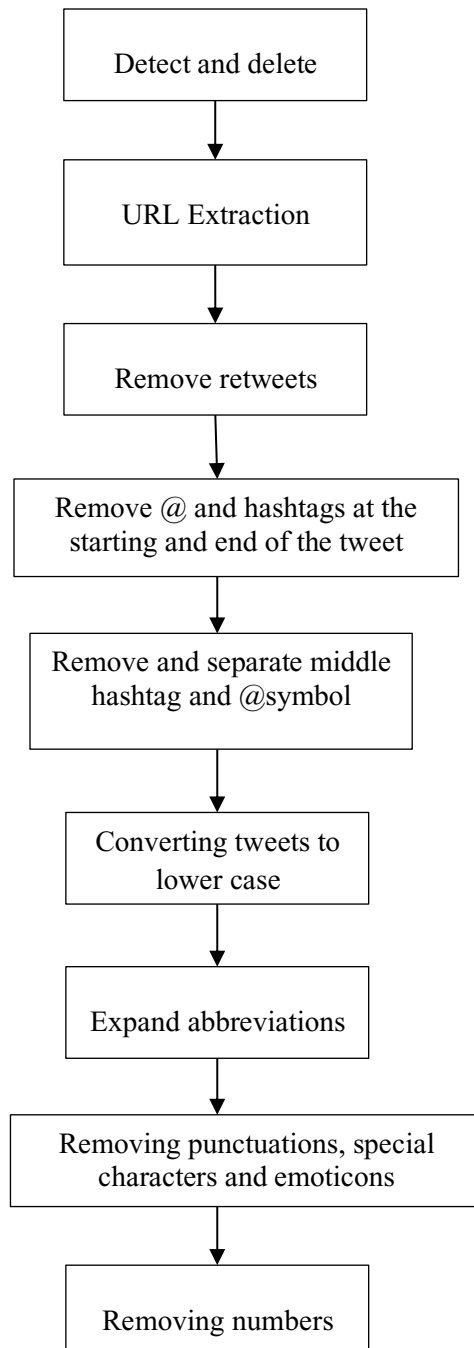 Detect and delete
URL Extraction
Remove retweets
Remove @ and hashtags at the
starting and end of the tweet
Remove and separate middle
hashtag and @symbol
Converting tweets to
lower case
Expand abbreviations
Removing punctuations, special
characters and emoticons
Removing numbers